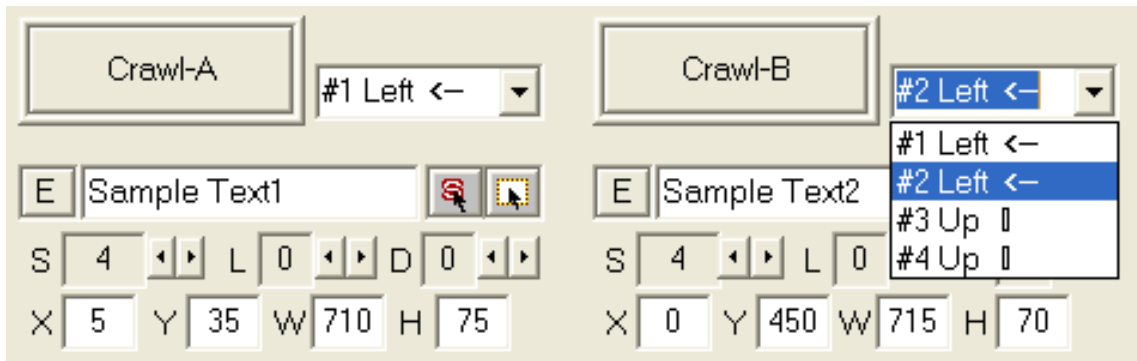 Crawl-A
#1 Left <–
E Sample Text1
S 4 L 0 D 0
X 5 Y 35 W 710 H 75
Crawl-B
#2 Left <–
#1 Left <–
#2 Left <–
#3 Up ▯
#4 Up ▯
E Sample Text2
S 4 L 0
X 0 Y 450 W 715 H 70